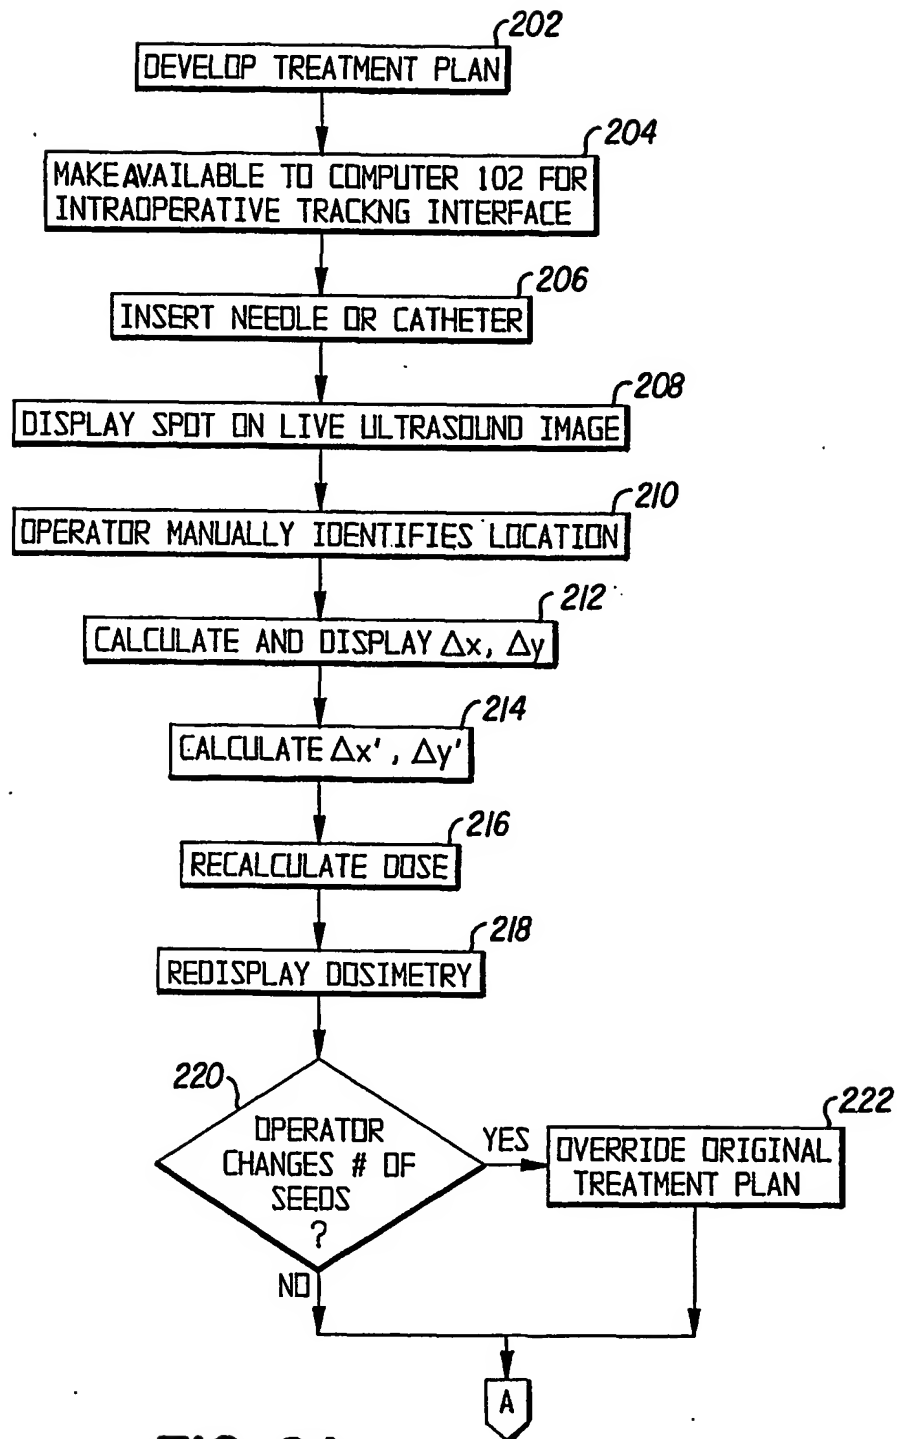 202
DEVELOP TREATMENT PLAN
204
MAKE AVAILABLE TO COMPUTER 102 FOR
INTRAOPERATIVE TRACKNG INTERFACE
206
INSERT NEEDLE OR CATHETER
208
DISPLAY SPOT ON LIVE ULTRASOUND IMAGE
210
OPERATOR MANUALLY IDENTIFIES LOCATION
212
CALCULATE AND DISPLAY Δx, Δy
214
CALCULATE Δx', Δy'
216
RECALCULATE DOSE
218
REDISPLAY DOSIMETRY
220
OPERATOR
CHANGES # OF
SEEDS
?
YES
222
OVERRIDE ORIGINAL
TREATMENT PLAN
NO
A